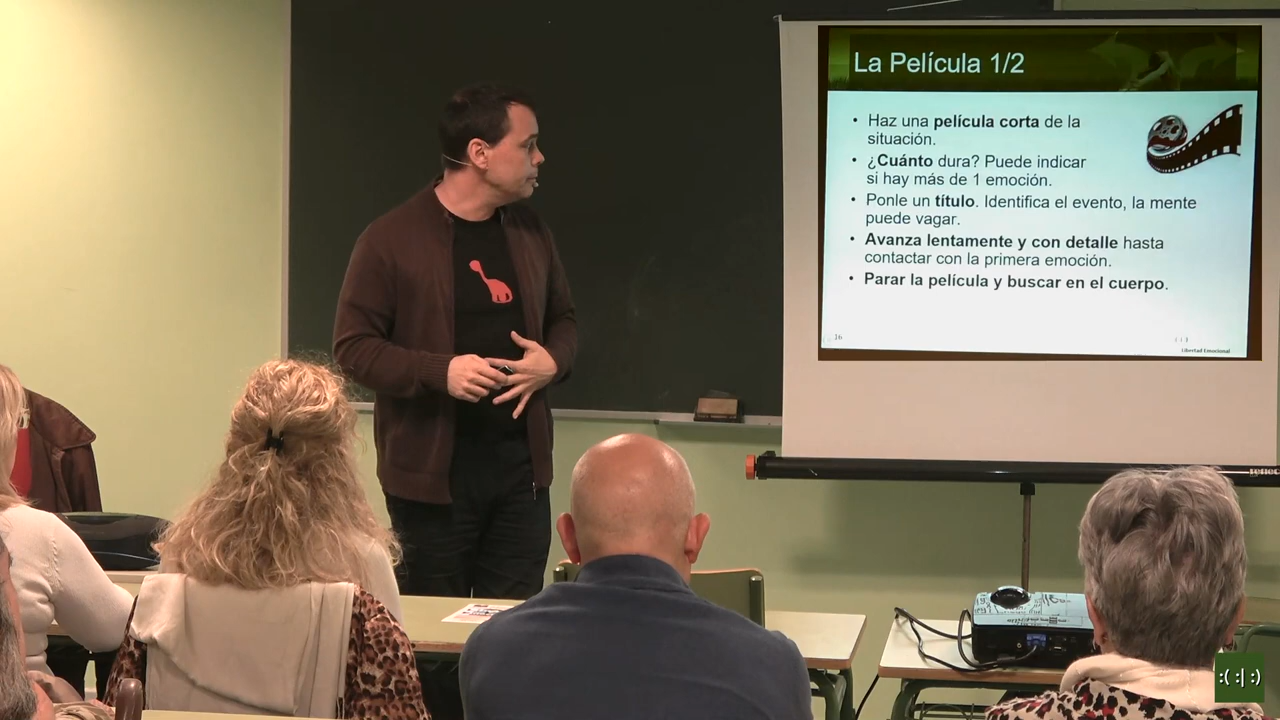 La Película 1/2
• Haz una película corta de la
situación.
• ¿Cuánto dura? Puede indicar
si hay más de 1 emoción.
• Ponle un título. Identifica el evento, la mente
puede vagar.
• Avanza lentamente y con detalle hasta
contactar con la primera emoción.
• Parar la película y buscar en el cuerpo.
16
Libertad Emocional
:( :| :)